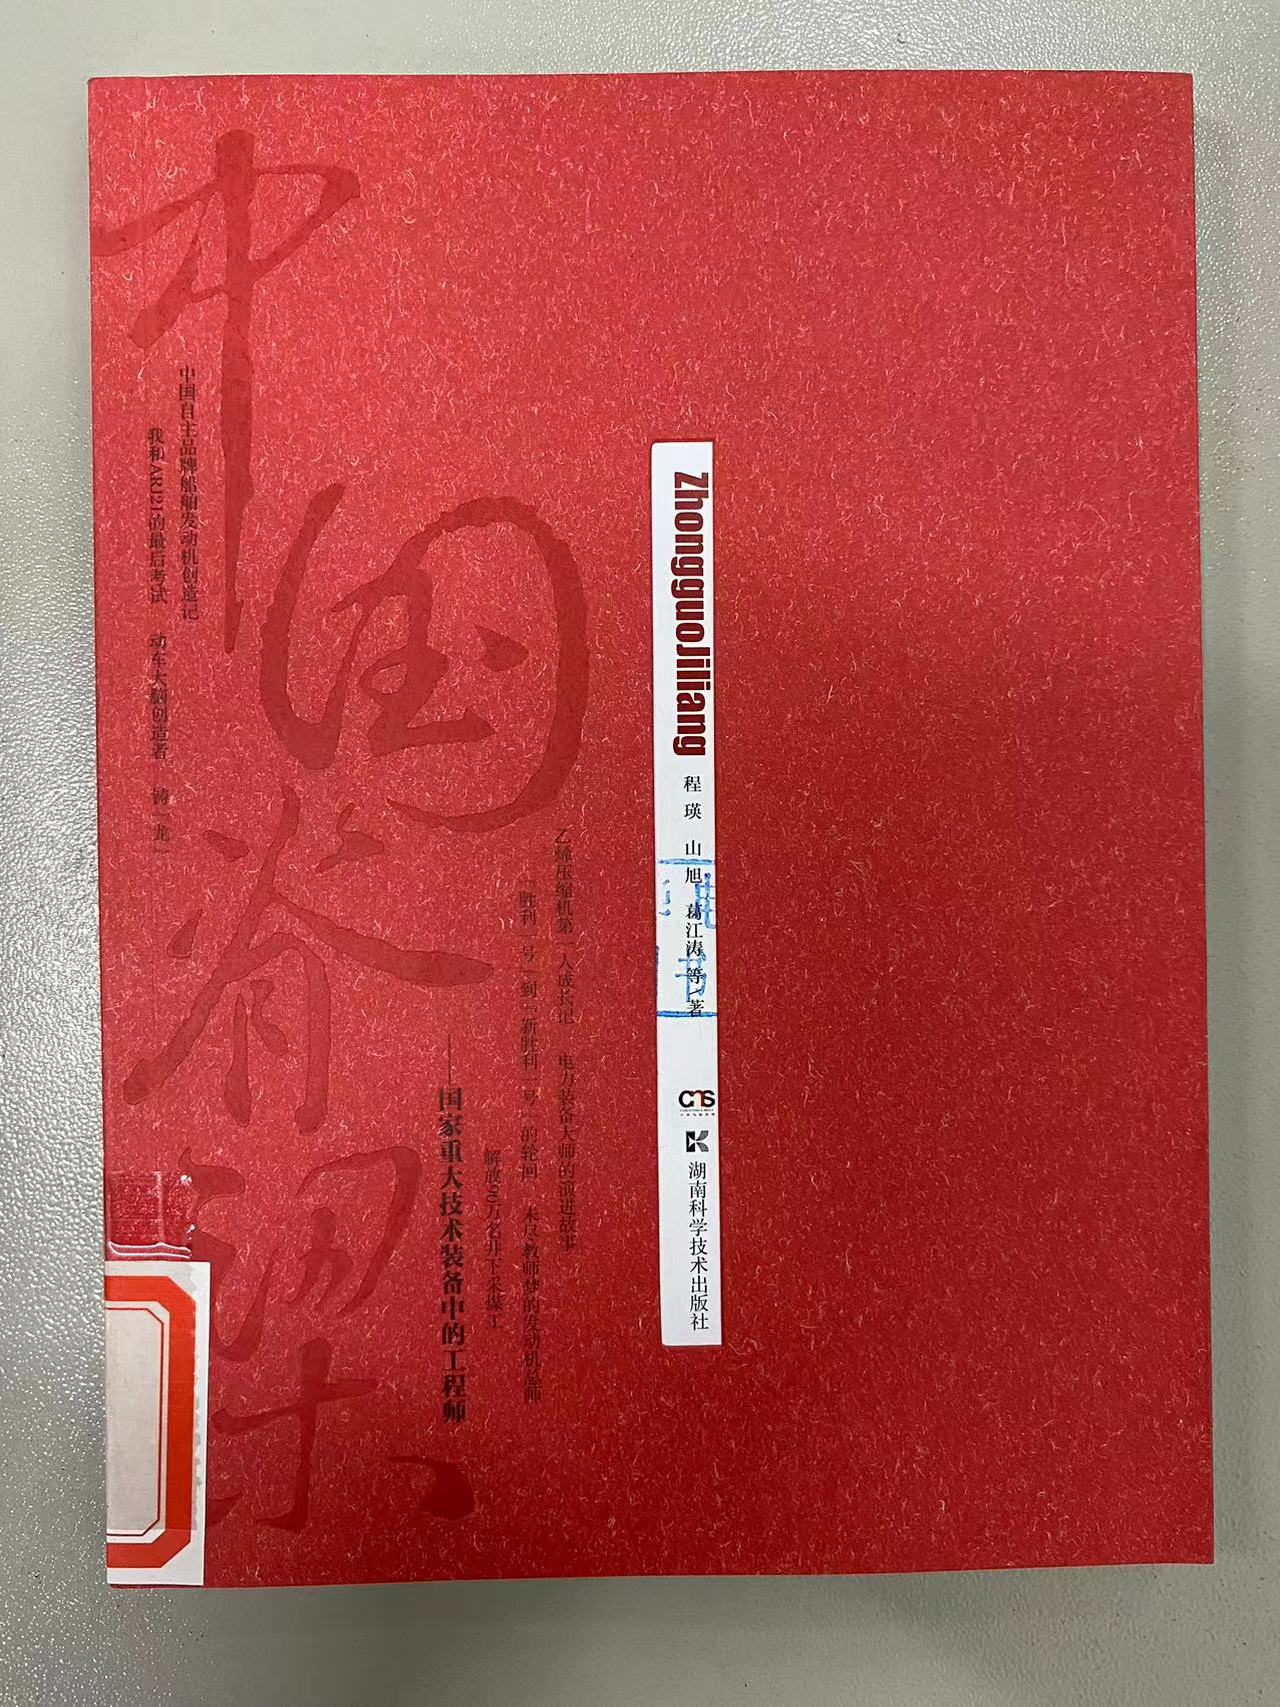 中国脊梁
中国自主品牌船舶发动机创造记
我和ARJ21的最后考试 动车大脑创造者 铸「龙」
乙烯压缩机第一人成长记 电力装备大师的演进故事
「胜利一号」到「新胜利一号」的轮回 未尽教师梦的发动机总师
解放90万名井下采煤工
——国家重大技术装备中的工程师
ZhongguoJiliang
程瑛 山旭 葛江涛 等/著
CNS
湖南科学技术出版社